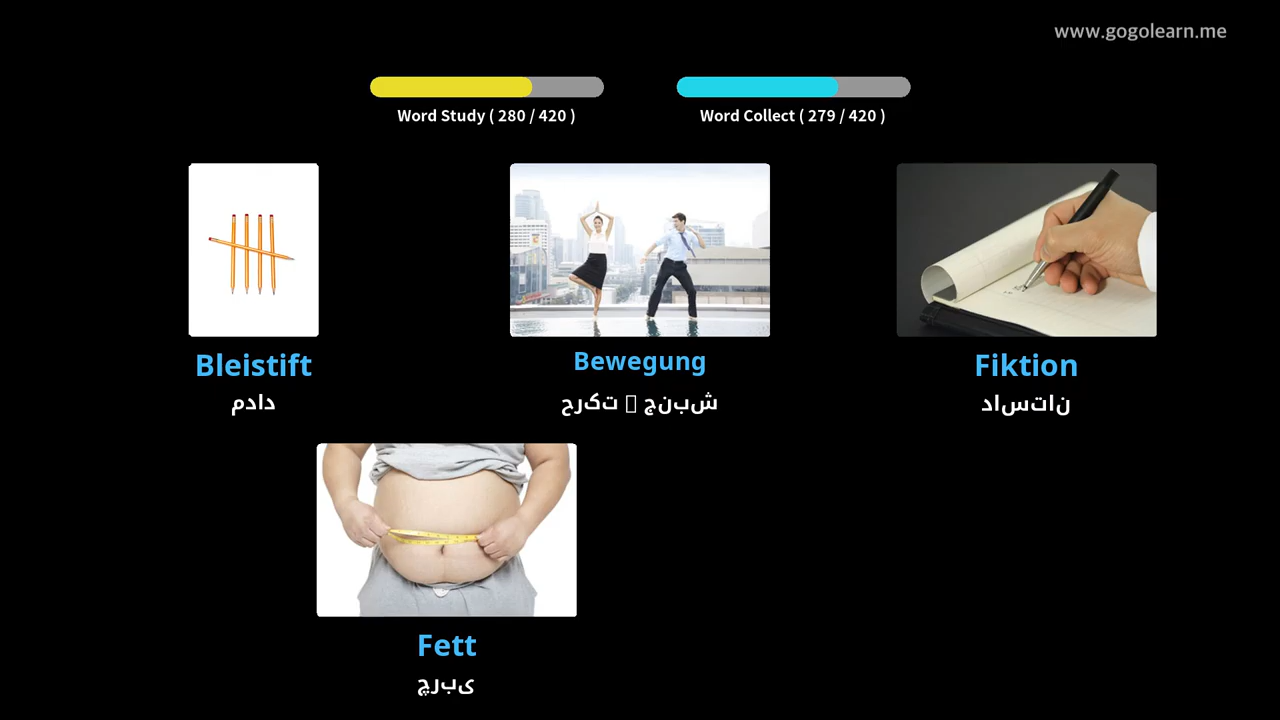 www.gogolearn.me
Word Study ( 280 / 420 )
Word Collect ( 279 / 420 )
Bleistift
مداد
Bewegung
حرکت ▯ جنبش
Fiktion
داستان
Fett
چربی